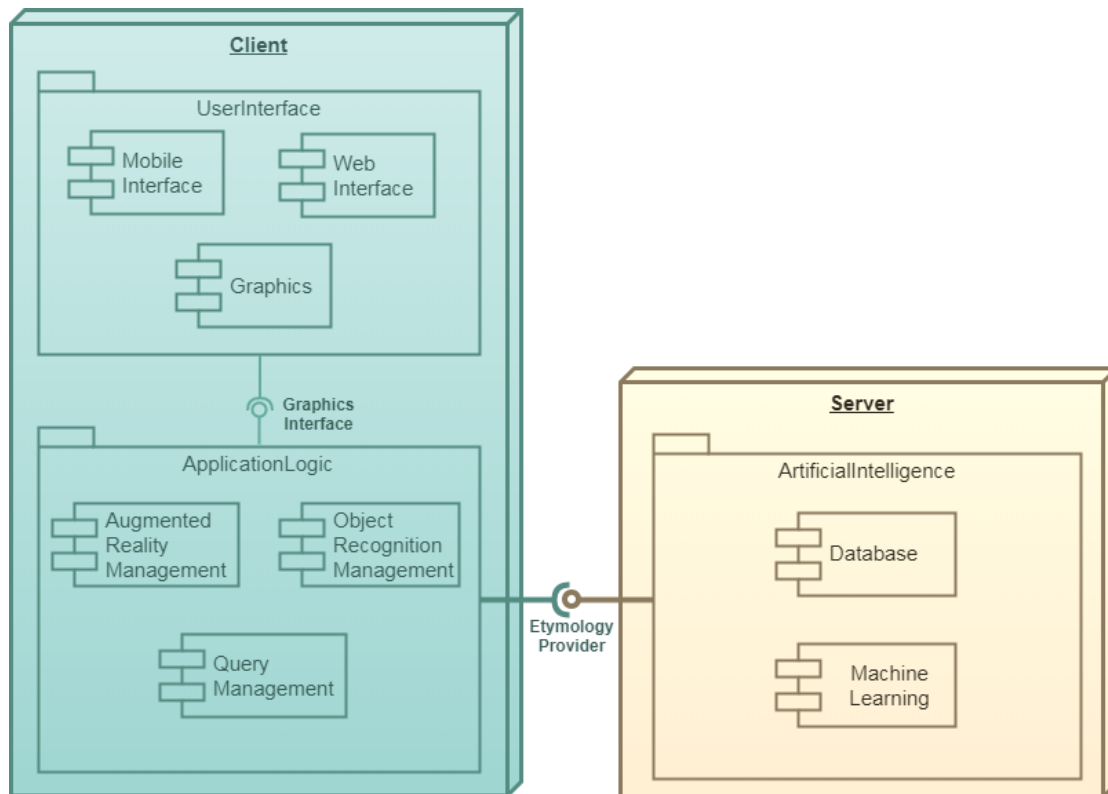 Client
UserInterface
Mobile
Interface
Web
Interface
Graphics
Graphics
Interface
ApplicationLogic
Augmented
Reality
Management
Object
Recognition
Management
Query
Management
Etymology
Provider
Server
ArtificialIntelligence
Database
Machine
Learning